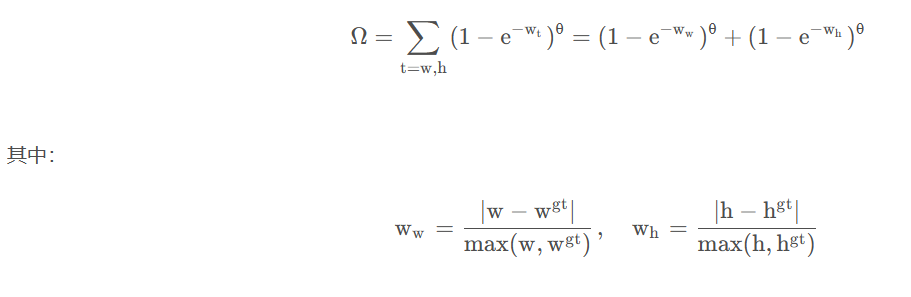 Ω = ∑_{t=w,h} (1 − e^{−w_t})^θ = (1 − e^{−w_w})^θ + (1 − e^{−w_h})^θ
其中：
w_w = |w − w^{gt}| / max(w, w^{gt}), w_h = |h − h^{gt}| / max(h, h^{gt})